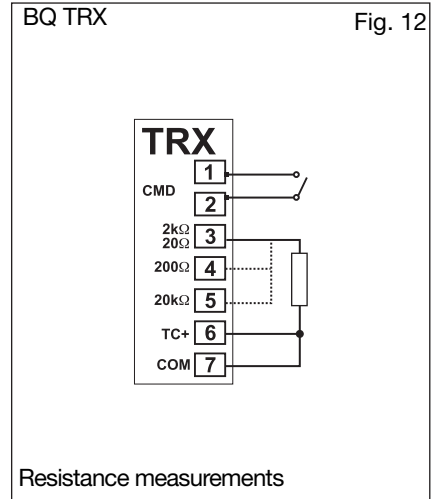 BQ TRX
Fig. 12
TRX
1
CMD
2
2kΩ
20Ω
3
200Ω 4
20kΩ 5
TC+ 6
COM 7
Resistance measurements